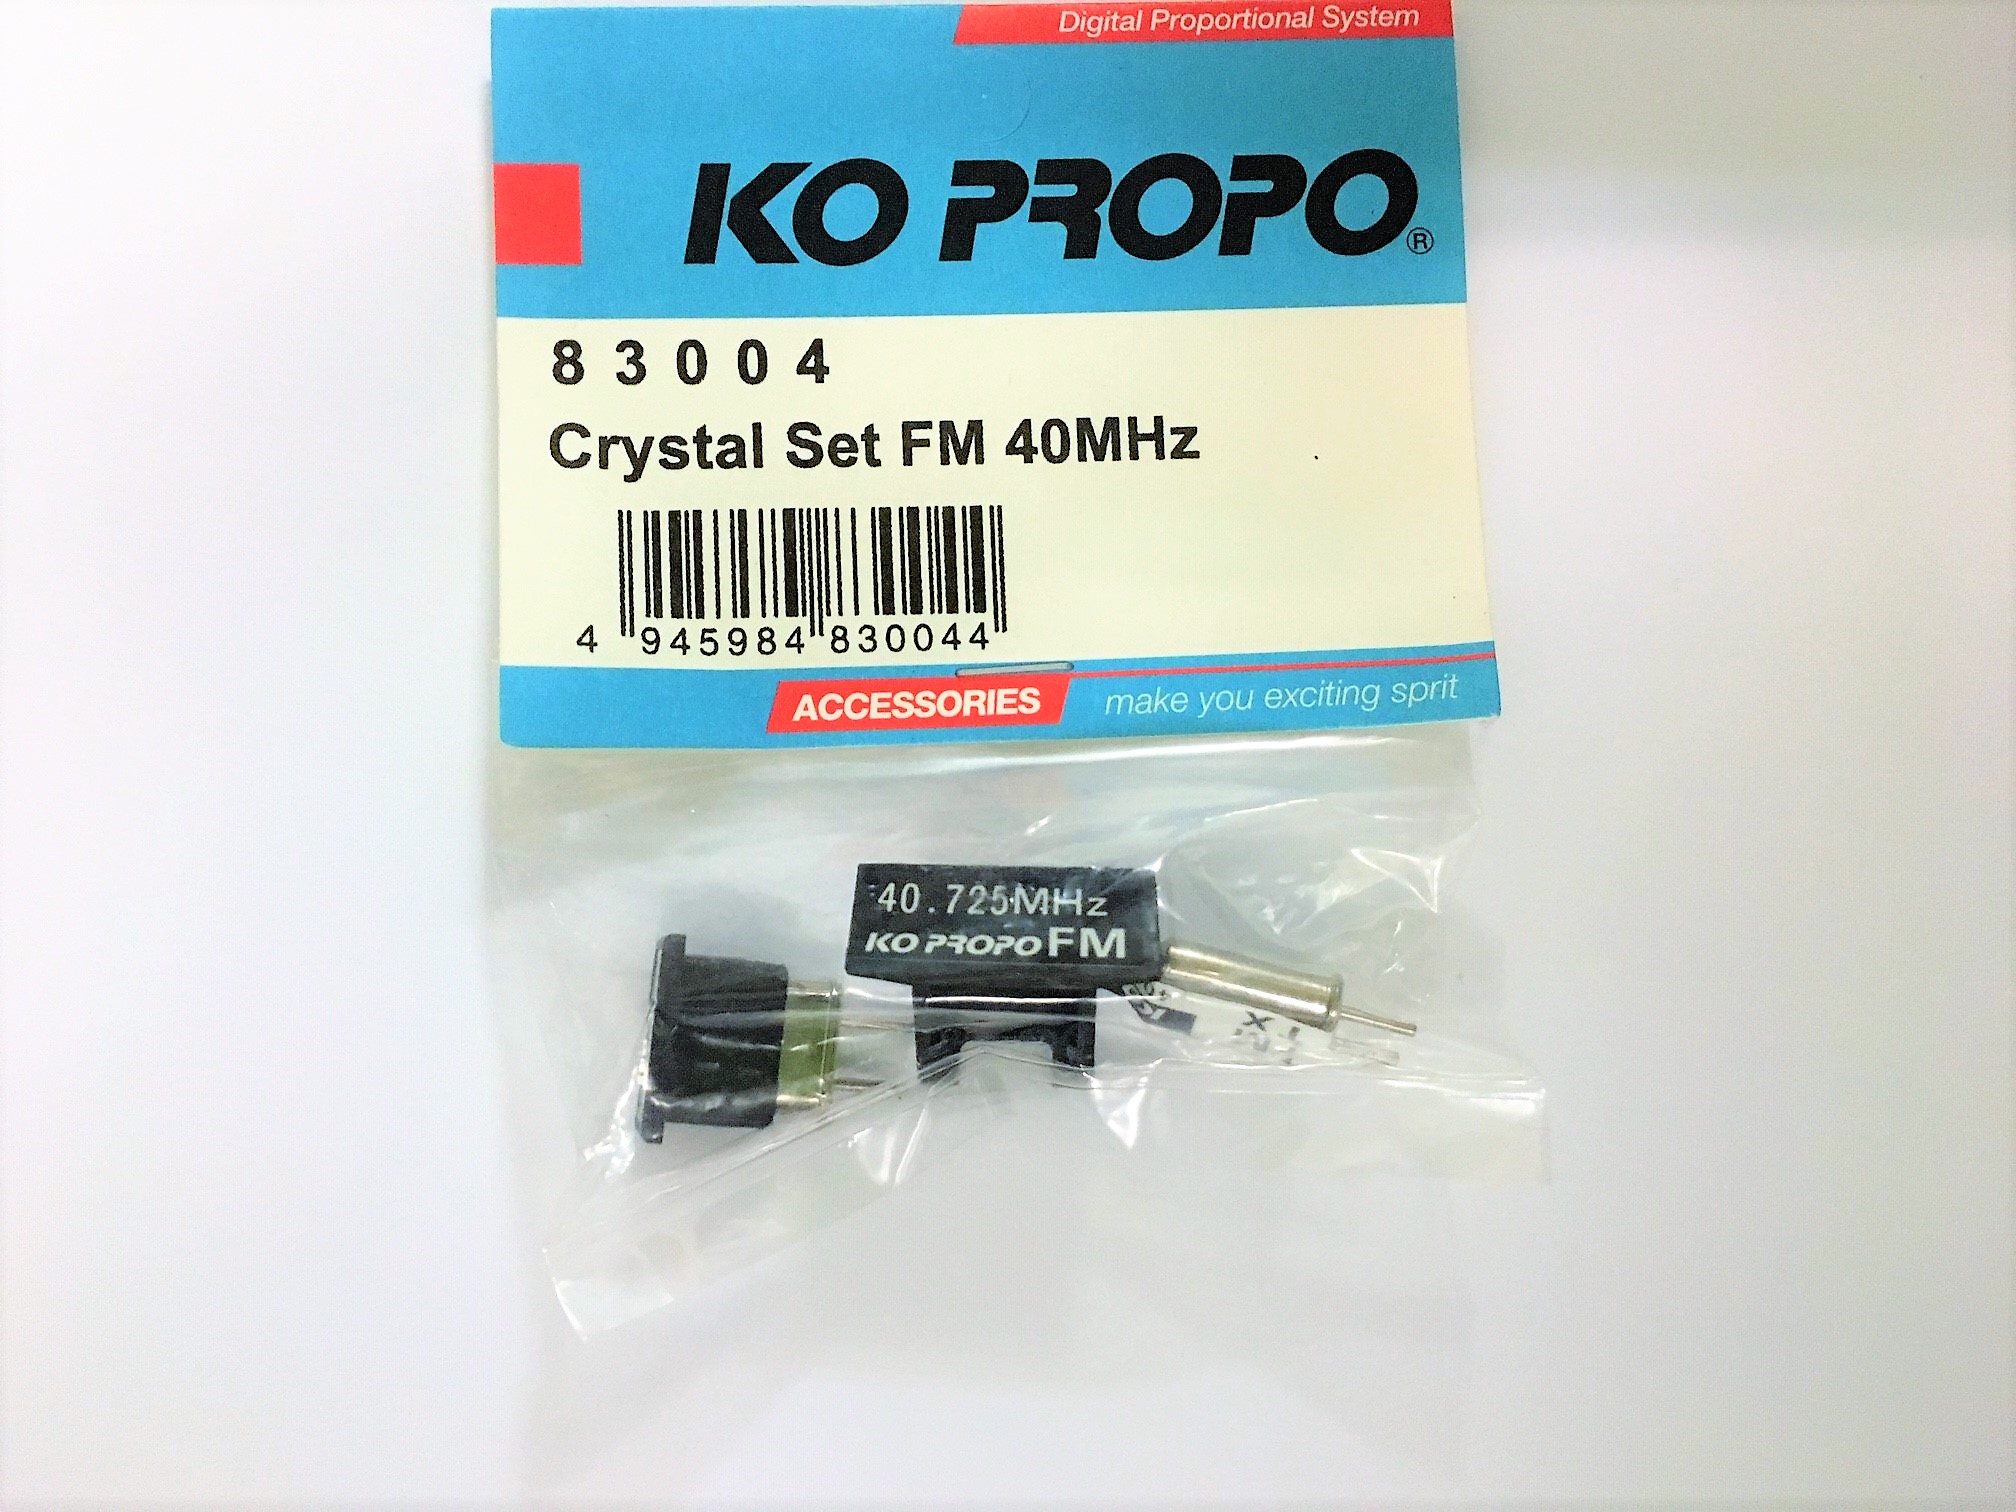 Digital Proportional System
KO PROPO®
83004
Crystal Set FM 40MHz
4 945984 830044
ACCESSORIES
make you exciting sprit
40.725MHz
KO PROPO FM